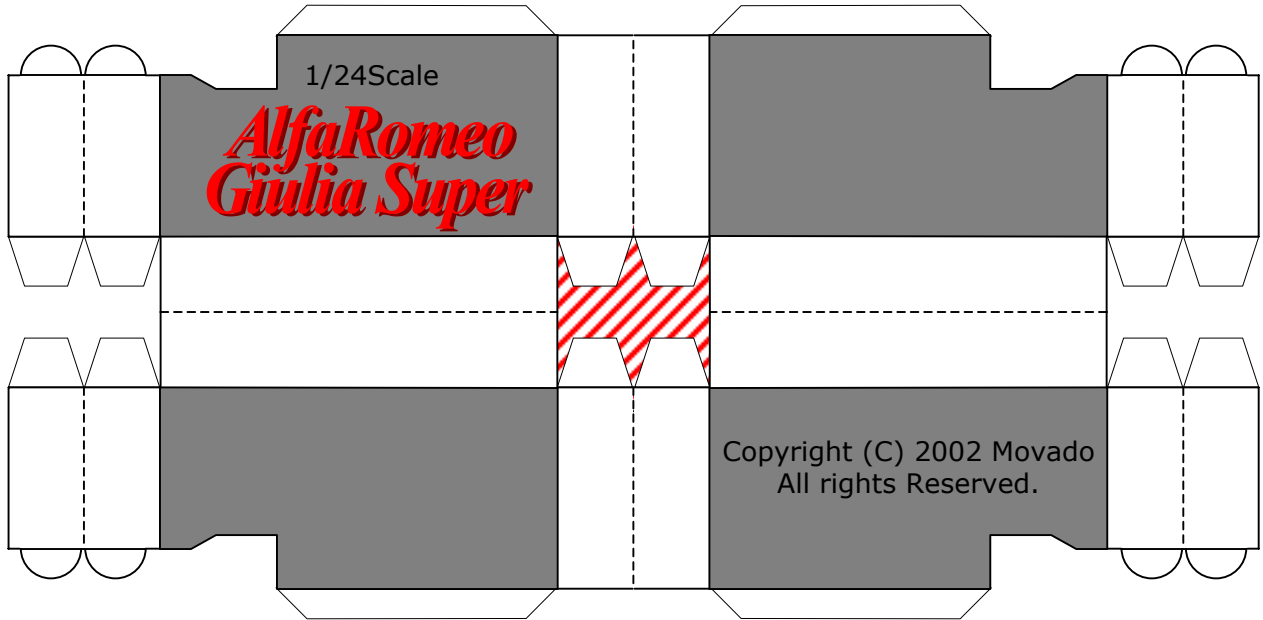 1/24Scale
AlfaRomeo
Giulia Super
Copyright (C) 2002 Movado
All rights Reserved.